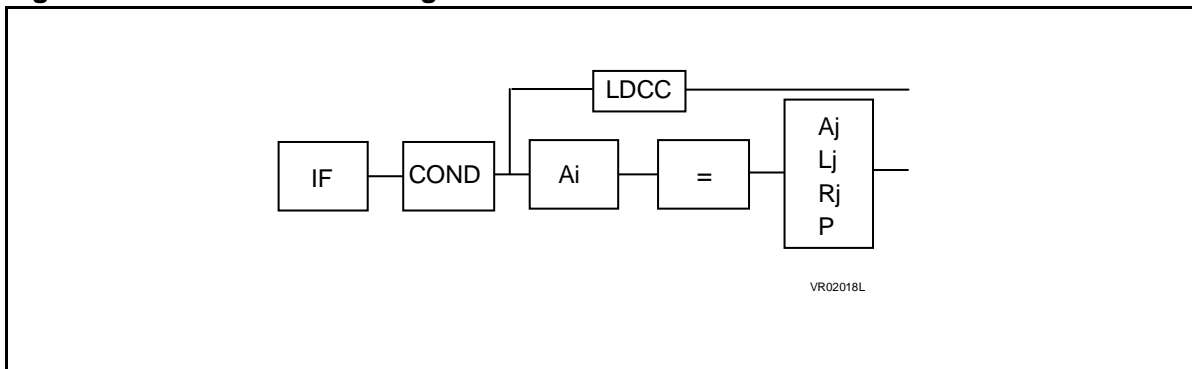 LDCC
IF
COND
Ai
=
Aj
Lj
Rj
P
VR02018L